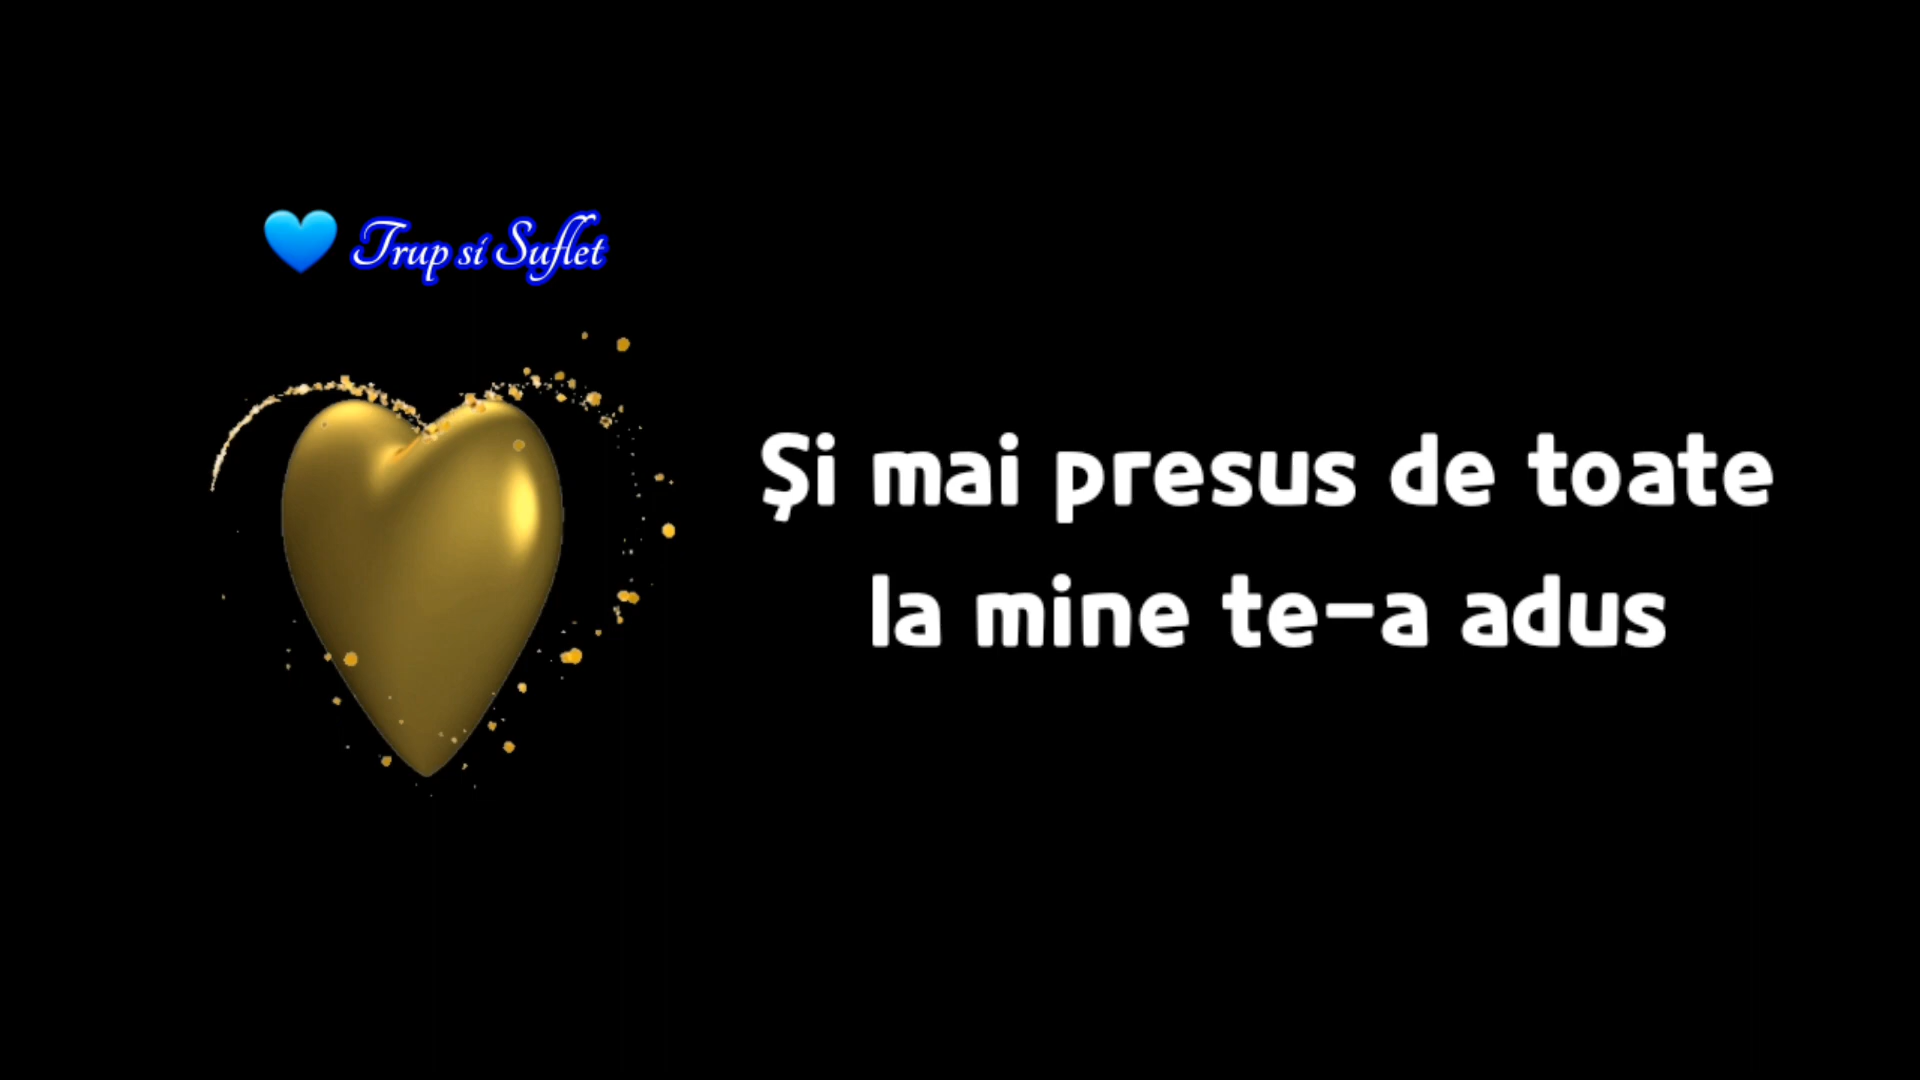 Trup si Suflet
Și mai presus de toate
la mine te-a adus